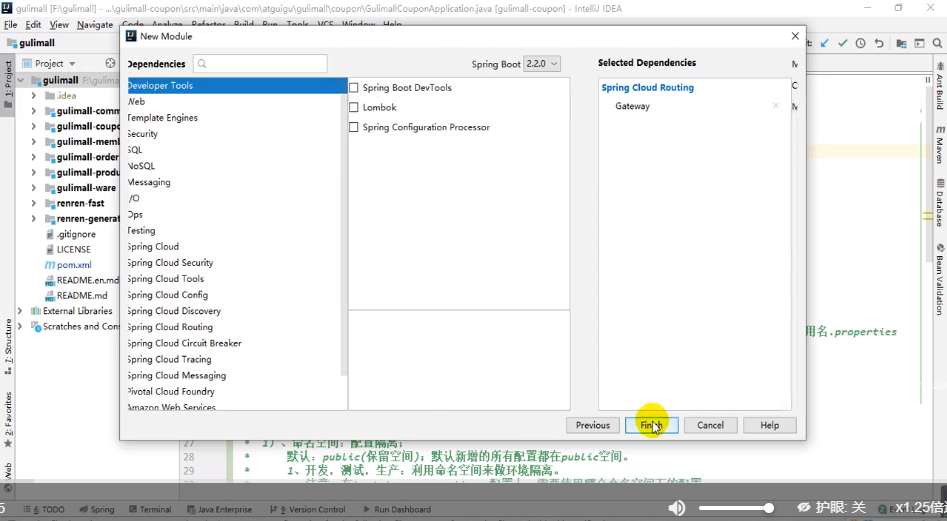 gulimall [F:\gulimall] - ...\gulimall-coupon\src\main\java\com\atguigu\gulimall\coupon\GulimallCouponApplication.java [gulimall-coupon] - IntelliJ IDEA
File Edit View Navigate Code Analyze Refactor Build Run Tools VCS Window Help
gulimall
New Module
1: Project
Project
gulimall F:\gulima
.idea
gulimall-comm
gulimall-coupo
gulimall-memb
gulimall-order
gulimall-produ
gulimall-ware
renren-fast
renren-generat
.gitignore
LICENSE
pom.xml
README.en.md
README.md
External Libraries
Scratches and Cons
7: Structure
2: Favorites
Web
Dependencies
Spring Boot 2.2.0
Developer Tools
Web
Template Engines
Security
SQL
NoSQL
Messaging
I/O
Ops
Testing
Spring Cloud
Spring Cloud Security
Spring Cloud Tools
Spring Cloud Config
Spring Cloud Discovery
Spring Cloud Routing
Spring Cloud Circuit Breaker
Spring Cloud Tracing
Spring Cloud Messaging
Pivotal Cloud Foundry
Amazon Web Services
Spring Boot DevTools
Lombok
Spring Configuration Processor
Selected Dependencies
Spring Cloud Routing
Gateway
Previous Finish Cancel Help
Ant Build
Maven
Database
Bean Validation
用名.properties
27 * 1)、命名空间：配置隔离；
28 * 默认：public(保留空间)；默认新增的所有配置都在public空间。
29 * 1、开发，测试，生产：利用命名空间来做环境隔离。
6: TODO Spring Terminal Java Enterprise 9: Version Control Run Dashboard
护眼: 关 x1.25倍